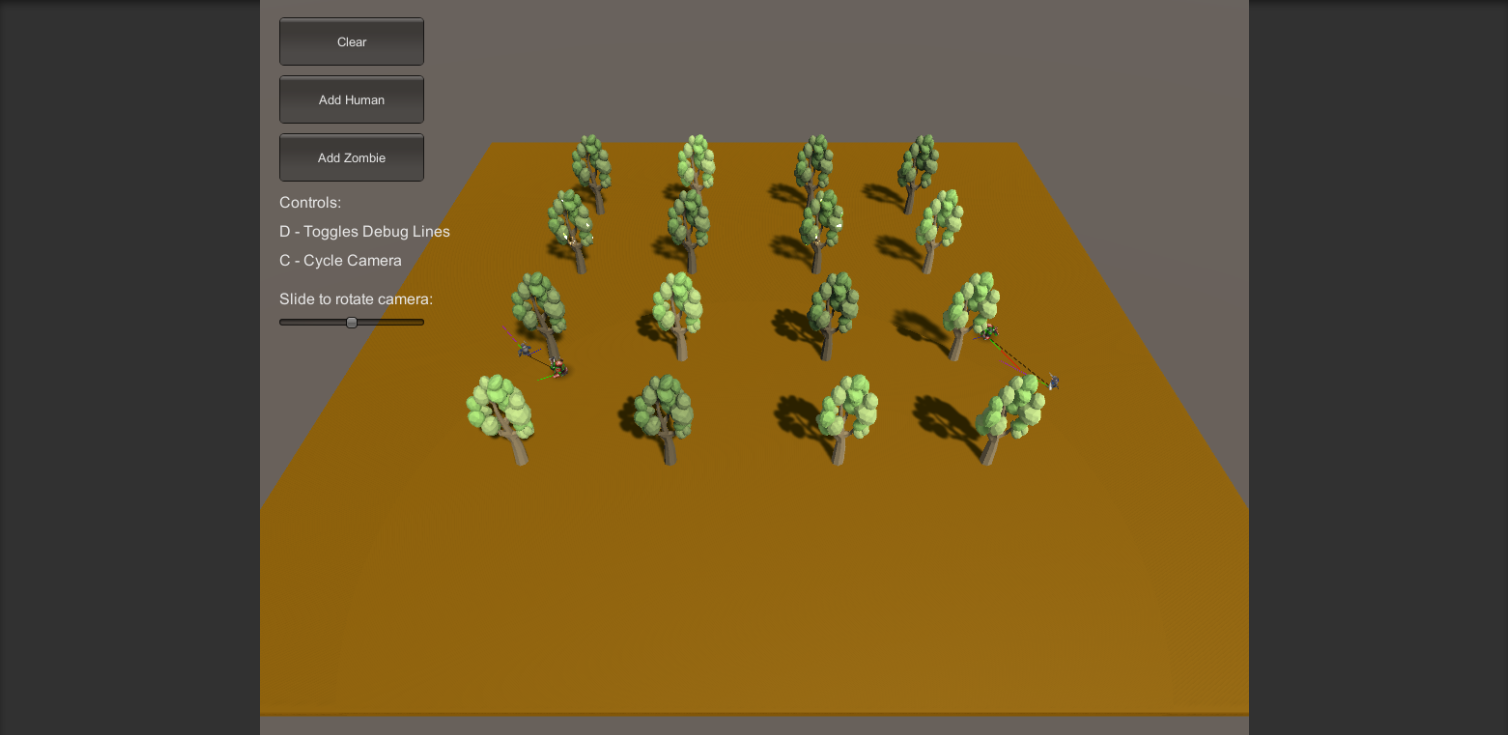 Clear
Add Human
Add Zombie
Controls:
D - Toggles Debug Lines
C - Cycle Camera
Slide to rotate camera: